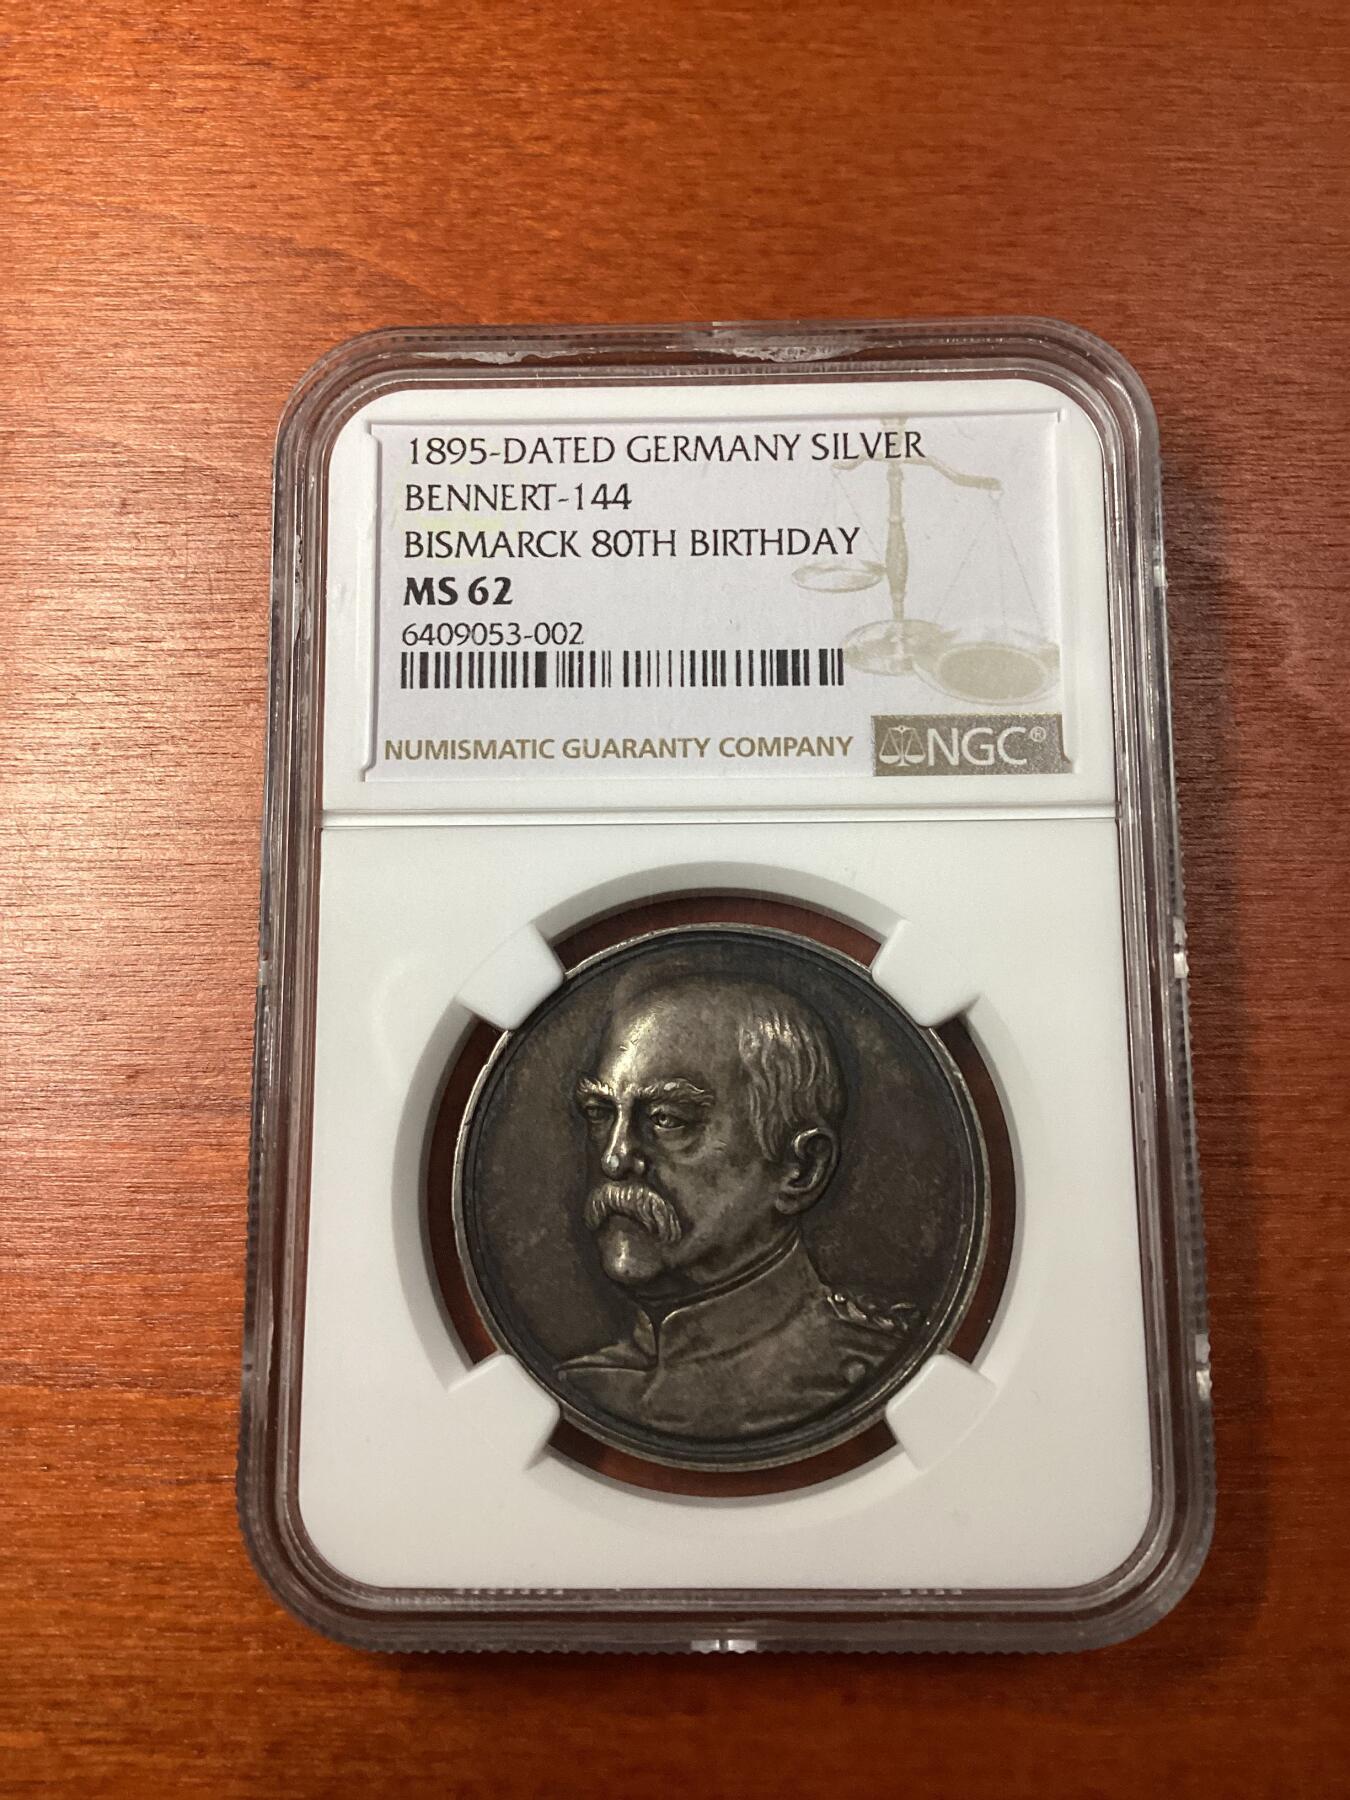 1895-DATED GERMANY SILVER
BENNERT-144
BISMARCK 80TH BIRTHDAY
MS 62
6409053-002
NUMISMATIC GUARANTY COMPANY NGC®